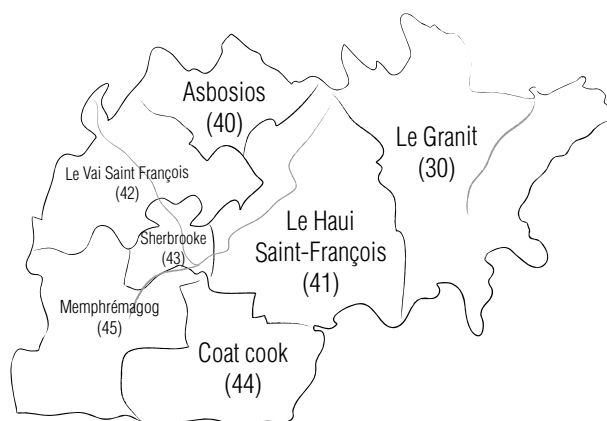 Asbosios
(40)
Le Granit
(30)
Le Vai Saint François
(42)
Le Haui
Saint-François
(41)
Sherbrooke
(43)
Memphrémagog
(45)
Coat cook
(44)